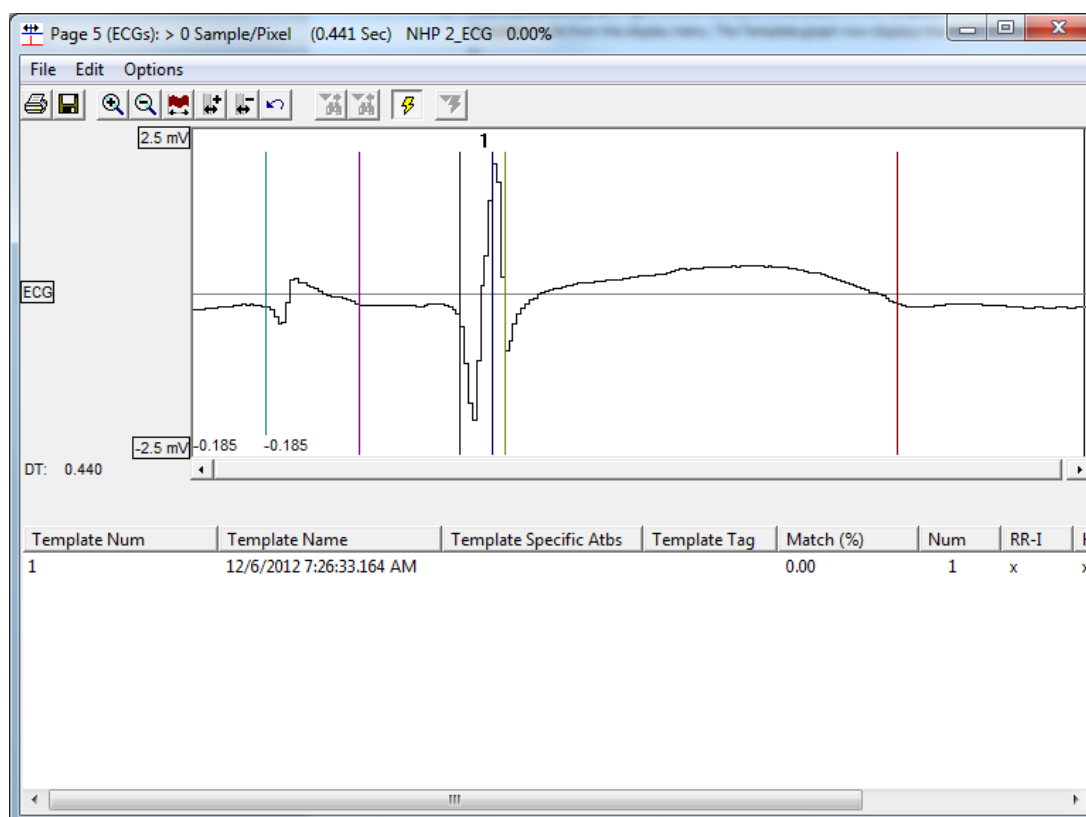 Page 5 (ECGs): > 0 Sample/Pixel (0.441 Sec) NHP 2_ECG 0.00%
File Edit Options
2.5 mV
1
ECG
-2.5 mV
-0.185 -0.185
DT: 0.440
Template Num Template Name Template Specific Atbs Template Tag Match (%) Num RR-I
1 12/6/2012 7:26:33.164 AM 0.00 1 x